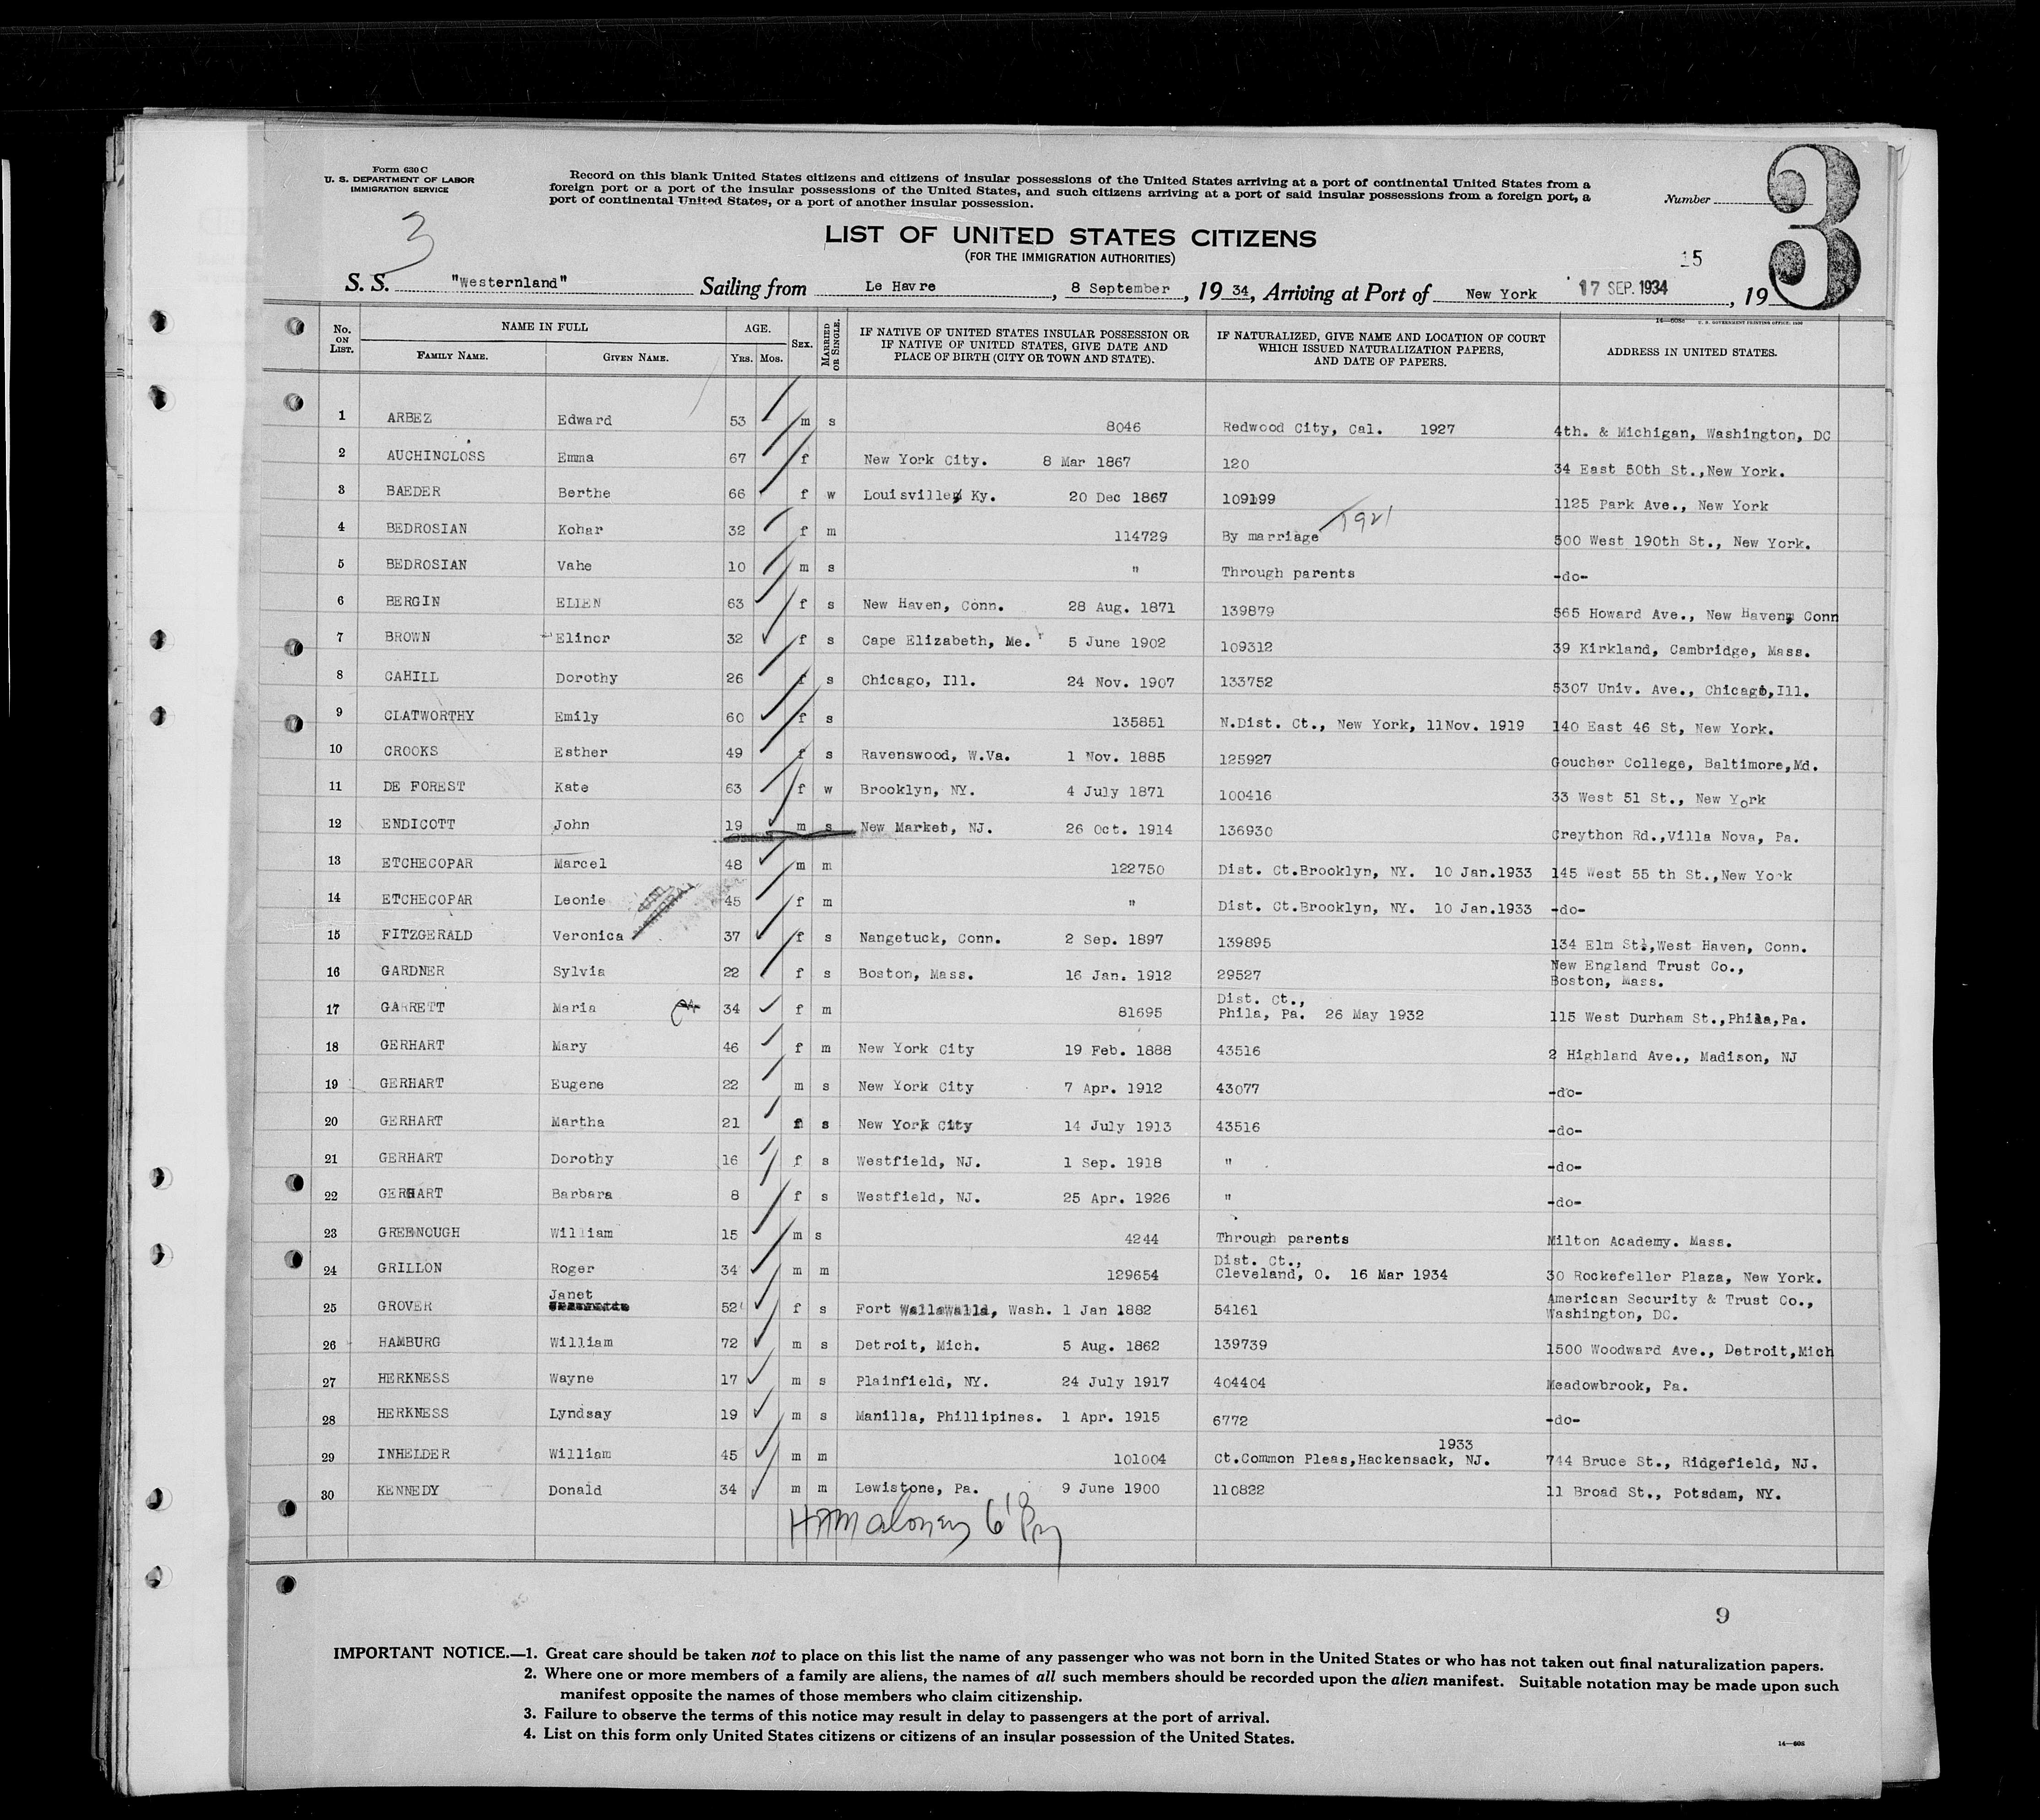 Form 630 C
U. S. DEPARTMENT OF LABOR
IMMIGRATION SERVICE
Record on this blank United States citizens and citizens of insular possessions of the United States arriving at a port of continental United States from a
foreign port or a port of the insular possessions of the United States, and such citizens arriving at a port of said insular possessions from a foreign port, a
port of continental United States, or a port of another insular possession.
Number 3
3
LIST OF UNITED STATES CITIZENS
(FOR THE IMMIGRATION AUTHORITIES)
15
S. S. "Westernland" Sailing from Le Havre, 8 September, 19 34, Arriving at Port of New York 17 SEP. 1934, 19
No. ON LIST. NAME IN FULL FAMILY NAME. GIVEN NAME. AGE. YRS. MOS. SEX. MARRIED OR SINGLE. IF NATIVE OF UNITED STATES INSULAR POSSESSION OR IF NATIVE OF UNITED STATES, GIVE DATE AND PLACE OF BIRTH (CITY OR TOWN AND STATE). IF NATURALIZED, GIVE NAME AND LOCATION OF COURT WHICH ISSUED NATURALIZATION PAPERS, AND DATE OF PAPERS. ADDRESS IN UNITED STATES.
1 ARBEZ Edward 53 m s 8046 Redwood City, Cal. 1927 4th. & Michigan, Washington, DC
2 AUCHINCLOSS Emma 67 f New York City. 8 Mar 1867 120 34 East 50th St.,New York.
3 BAEDER Berthe 66 f w Louisville, Ky. 20 Dec 1867 109199 1125 Park Ave., New York
4 BEDROSIAN Kohar 32 f m 114729 By marriage 1921 500 West 190th St., New York.
5 BEDROSIAN Vahe 10 m s " Through parents -do-
6 BERGIN ELLEN 63 f s New Haven, Conn. 28 Aug. 1871 139879 565 Howard Ave., New Haven, Conn
7 BROWN Elinor 32 f s Cape Elizabeth, Me. 5 June 1902 109312 39 Kirkland, Cambridge, Mass.
8 CAHILL Dorothy 26 f s Chicago, Ill. 24 Nov. 1907 133752 5307 Univ. Ave., Chicago,Ill.
9 CLATWORTHY Emily 60 f s 135851 N.Dist. Ct., New York, 11Nov. 1919 140 East 46 St, New York.
10 CROOKS Esther 49 f s Ravenswood, W.Va. 1 Nov. 1885 125927 Goucher College, Baltimore,Md.
11 DE FOREST Kate 63 f w Brooklyn, NY. 4 July 1871 100416 33 West 51 St., New York
12 ENDICOTT John 19 m s New Market, NJ. 26 Oct. 1914 136930 Creython Rd.,Villa Nova, Pa.
13 ETCHECOPAR Marcel 48 m m 122750 Dist. Ct.Brooklyn, NY. 10 Jan.1933 145 West 55 th St.,New York
14 ETCHECOPAR Leonie 45 f m " Dist. Ct.Brooklyn, NY. 10 Jan.1933 -do-
15 FITZGERALD Veronica 37 f s Nangetuck, Conn. 2 Sep. 1897 139895 134 Elm St.,West Haven, Conn.
16 GARDNER Sylvia 22 f s Boston, Mass. 16 Jan. 1912 29527 New England Trust Co., Boston, Mass.
17 GARRETT Maria 34 f m 81695 Dist. Ct., Phila, Pa. 26 May 1932 115 West Durham St.,Phila,Pa.
18 GERHART Mary 46 f m New York City 19 Feb. 1888 43516 2 Highland Ave., Madison, NJ
19 GERHART Eugene 22 m s New York City 7 Apr. 1912 43077 -do-
20 GERHART Martha 21 f s New York City 14 July 1913 43516 -do-
21 GERHART Dorothy 16 f s Westfield, NJ. 1 Sep. 1918 " -do-
22 GERHART Barbara 8 f s Westfield, NJ. 25 Apr. 1926 " -do-
23 GREENOUGH William 15 m s 4244 Through parents Milton Academy. Mass.
24 GRILLON Roger 34 m m 129654 Dist. Ct., Cleveland, O. 16 Mar 1934 30 Rockefeller Plaza, New York.
25 GROVER Janet 52 f s Fort Wallawalla, Wash. 1 Jan 1882 54161 American Security & Trust Co., Washington, DC.
26 HAMBURG William 72 m s Detroit, Mich. 5 Aug. 1862 139739 1500 Woodward Ave., Detroit,Mich
27 HERKNESS Wayne 17 m s Plainfield, NY. 24 July 1917 404404 Meadowbrook, Pa.
28 HERKNESS Lyndsay 19 m s Manilla, Phillipines. 1 Apr. 1915 6772 -do-
29 INHELDER William 45 m m 101004 Ct.Common Pleas,Hackensack, NJ. 1933 744 Bruce St., Ridgefield, NJ.
30 KENNEDY Donald 34 m m Lewistone, Pa. 9 June 1900 110822 11 Broad St., Potsdam, NY.
9
IMPORTANT NOTICE.—1. Great care should be taken not to place on this list the name of any passenger who was not born in the United States or who has not taken out final naturalization papers.
2. Where one or more members of a family are aliens, the names of all such members should be recorded upon the alien manifest. Suitable notation may be made upon such
manifest opposite the names of those members who claim citizenship.
3. Failure to observe the terms of this notice may result in delay to passengers at the port of arrival.
4. List on this form only United States citizens or citizens of an insular possession of the United States.
14—608